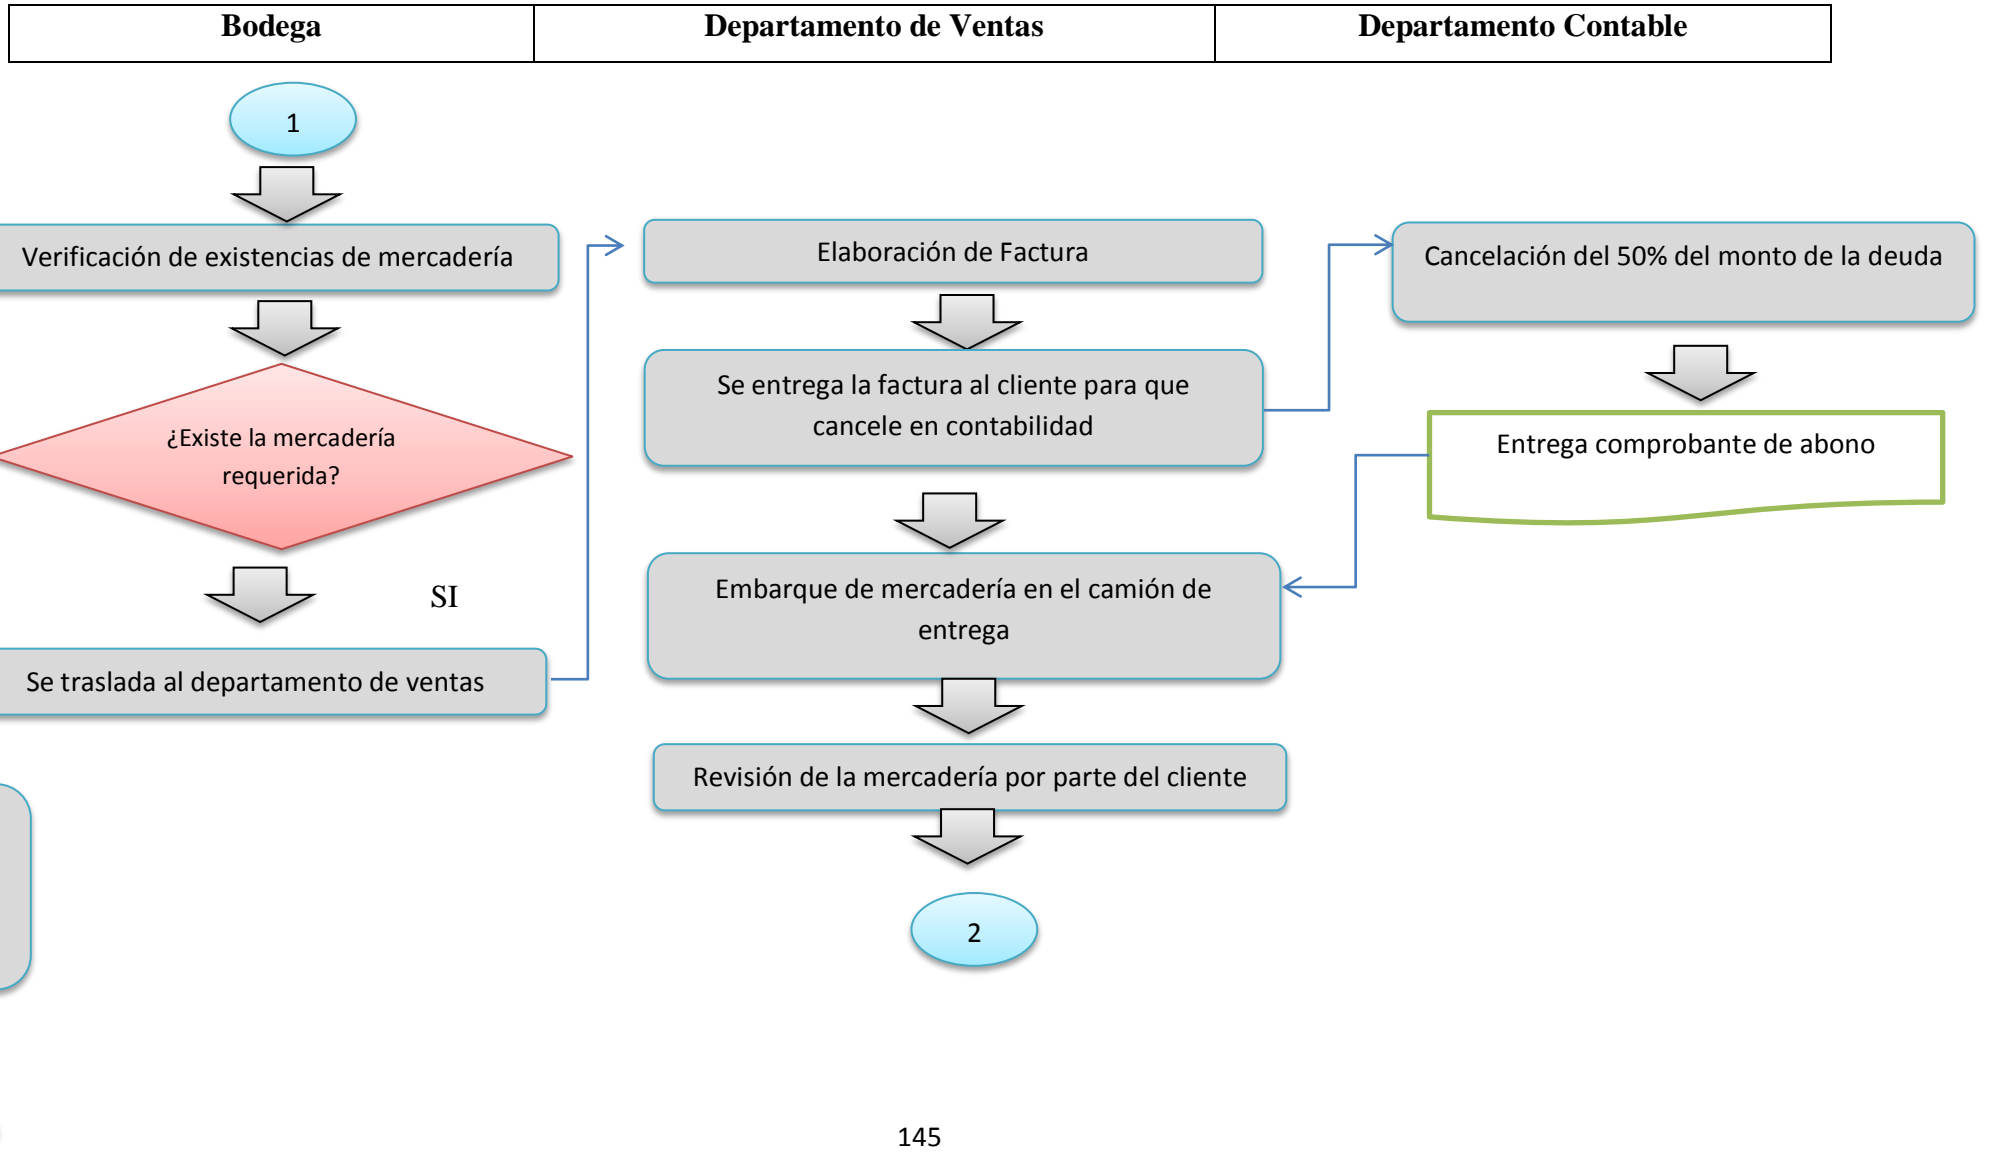 Bodega
Departamento de Ventas
Departamento Contable
1
Verificación de existencias de mercadería
¿Existe la mercadería
requerida?
SI
Se traslada al departamento de ventas
Elaboración de Factura
Se entrega la factura al cliente para que
cancele en contabilidad
Embarque de mercadería en el camión de
entrega
Revisión de la mercadería por parte del cliente
2
Cancelación del 50% del monto de la deuda
Entrega comprobante de abono
145